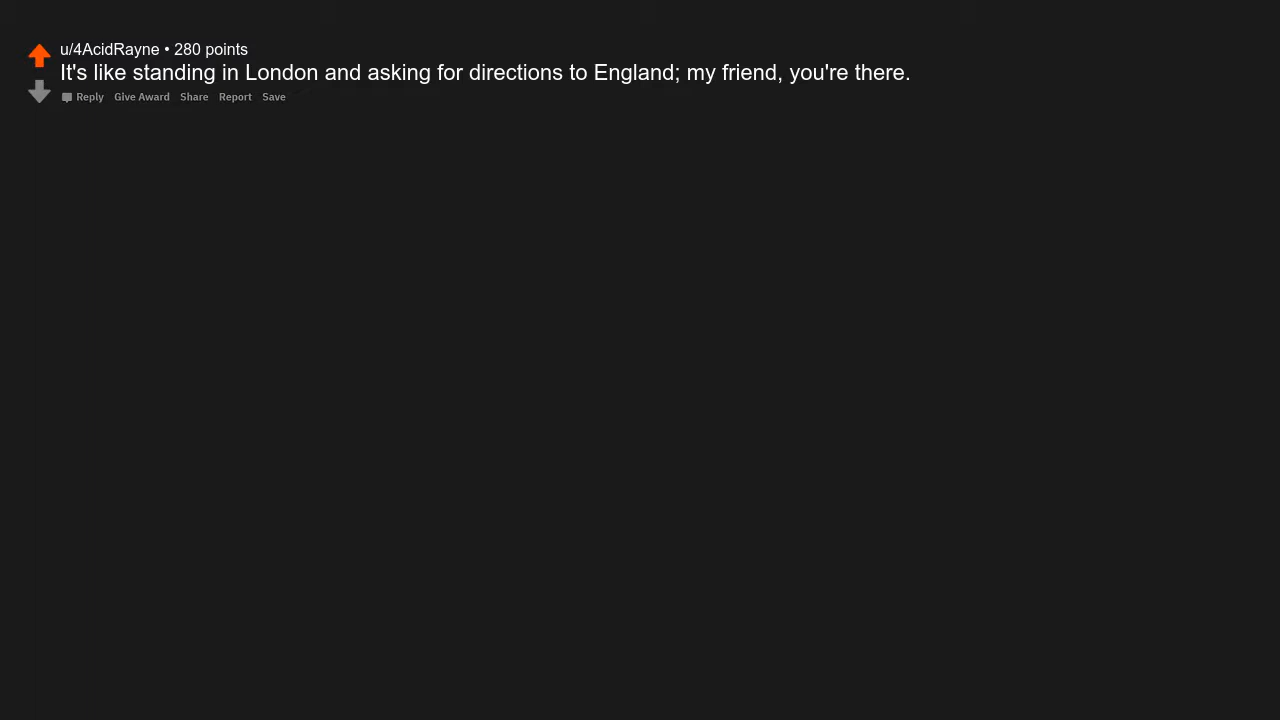 u/4AcidRayne • 280 points
It's like standing in London and asking for directions to England; my friend, you're there.
Reply Give Award Share Report Save